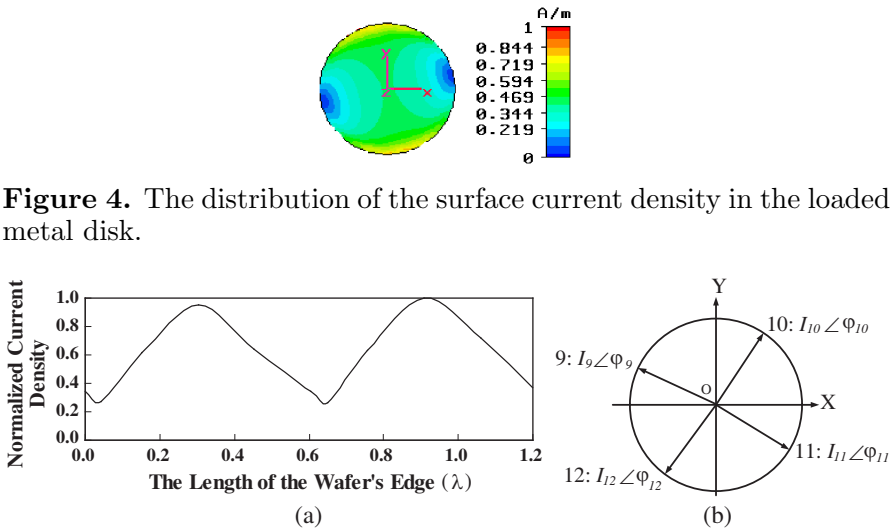 A/m
1
0.844
0.719
0.594
0.469
0.344
0.219
0
y
z
x
Figure 4. The distribution of the surface current density in the loaded
metal disk.
Normalized Current
Density
1.0
0.8
0.6
0.4
0.2
0.0
0.0 0.2 0.4 0.6 0.8 1.0 1.2
The Length of the Wafer's Edge (λ)
(a)
Y
10: I10∠φ10
9: I9∠φ9
O
X
11: I11∠φ11
12: I12∠φ12
(b)